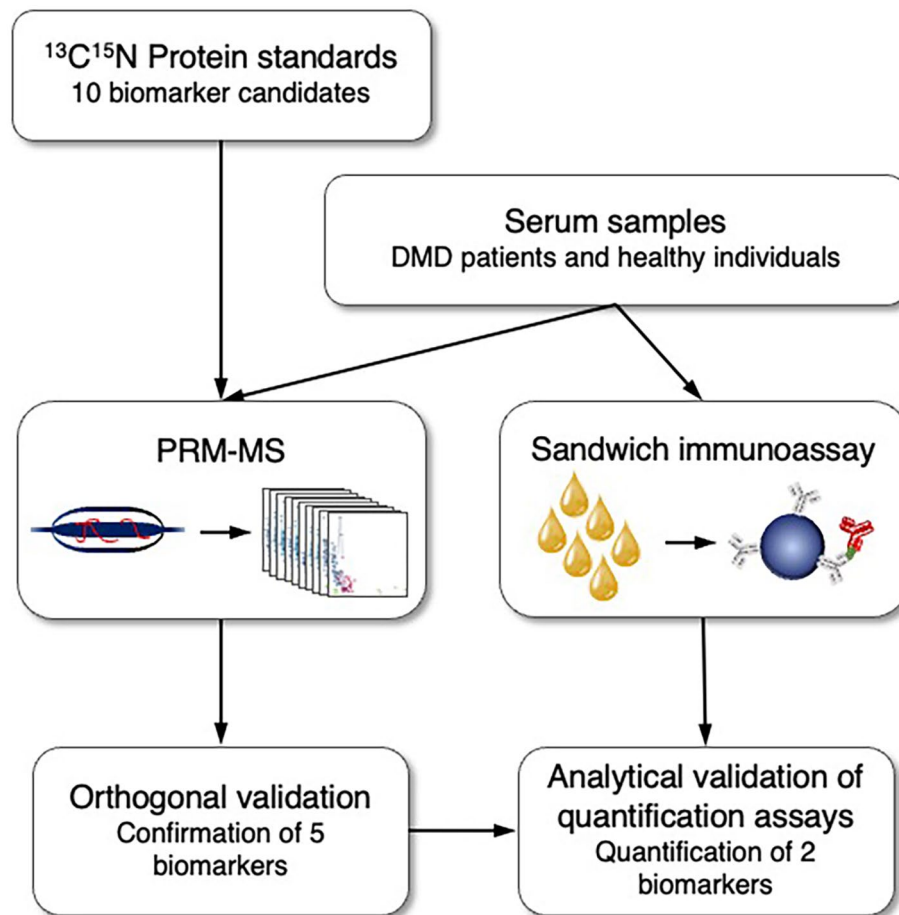 ¹³C¹⁵N Protein standards
10 biomarker candidates
Serum samples
DMD patients and healthy individuals
PRM-MS
Sandwich immunoassay
Orthogonal validation
Confirmation of 5
biomarkers
Analytical validation of
quantification assays
Quantification of 2
biomarkers